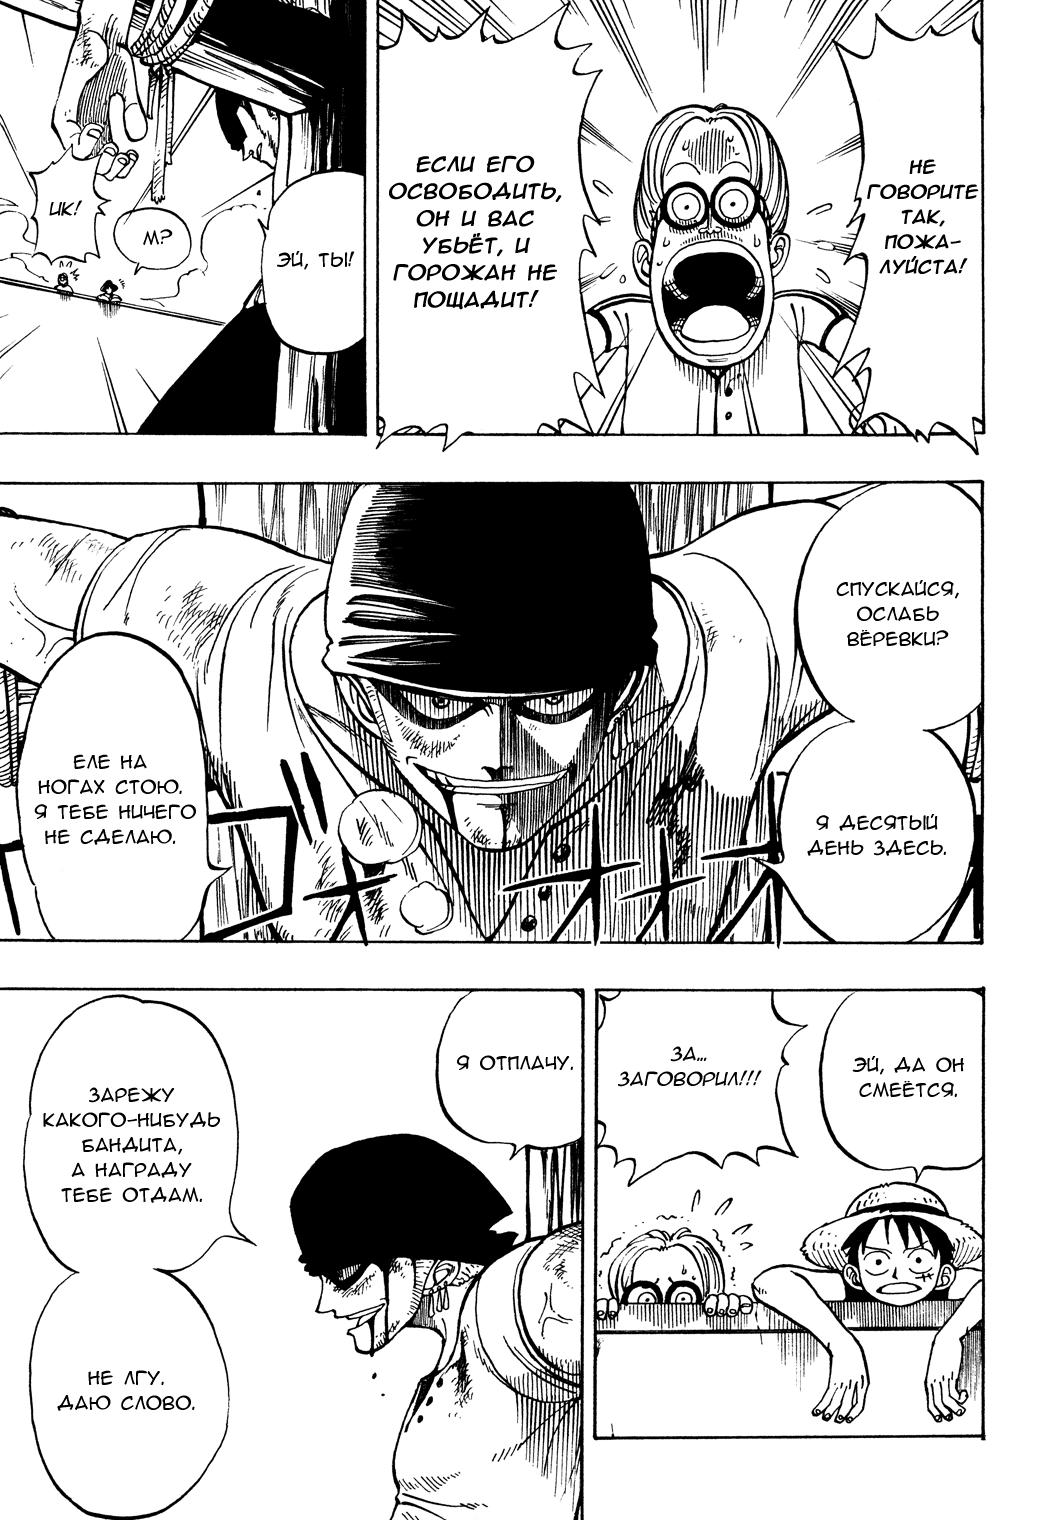 НЕ
ГОВОРИТЕ
ТАК,
ПОЖА-
ЛУЙСТА!
ЕСЛИ ЕГО
ОСВОБОДИТЬ,
ОН И ВАС
УБЬЁТ, И
ГОРОЖАН НЕ
ПОЩАДИТ!
ЭЙ, ТЫ!
М?
ИК!
СПУСКАЙСЯ,
ОСЛАБЬ
ВЁРЕВКИ?
Я ДЕСЯТЫЙ
ДЕНЬ ЗДЕСЬ.
ЕЛЕ НА
НОГАХ СТОЮ.
Я ТЕБЕ НИЧЕГО
НЕ СДЕЛАЮ.
ЭЙ, ДА ОН
СМЕЁТСЯ.
ЗА...
ЗАГОВОРИЛ!!!
Я ОТПЛАЧУ.
ЗАРЕЖУ
КАКОГО-НИБУДЬ
БАНДИТА,
А НАГРАДУ
ТЕБЕ ОТДАМ.
НЕ ЛГУ.
ДАЮ СЛОВО.